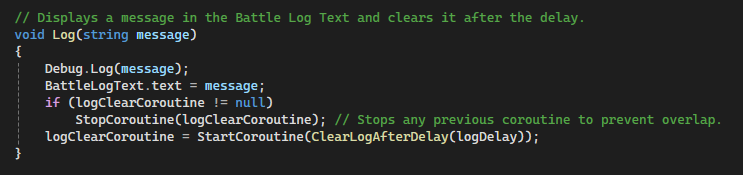 // Displays a message in the Battle Log Text and clears it after the delay.
void Log(string message)
{
    Debug.Log(message);
    BattleLogText.text = message;
    if (logClearCoroutine != null)
        StopCoroutine(logClearCoroutine); // Stops any previous coroutine to prevent overlap.
    logClearCoroutine = StartCoroutine(ClearLogAfterDelay(logDelay));
}